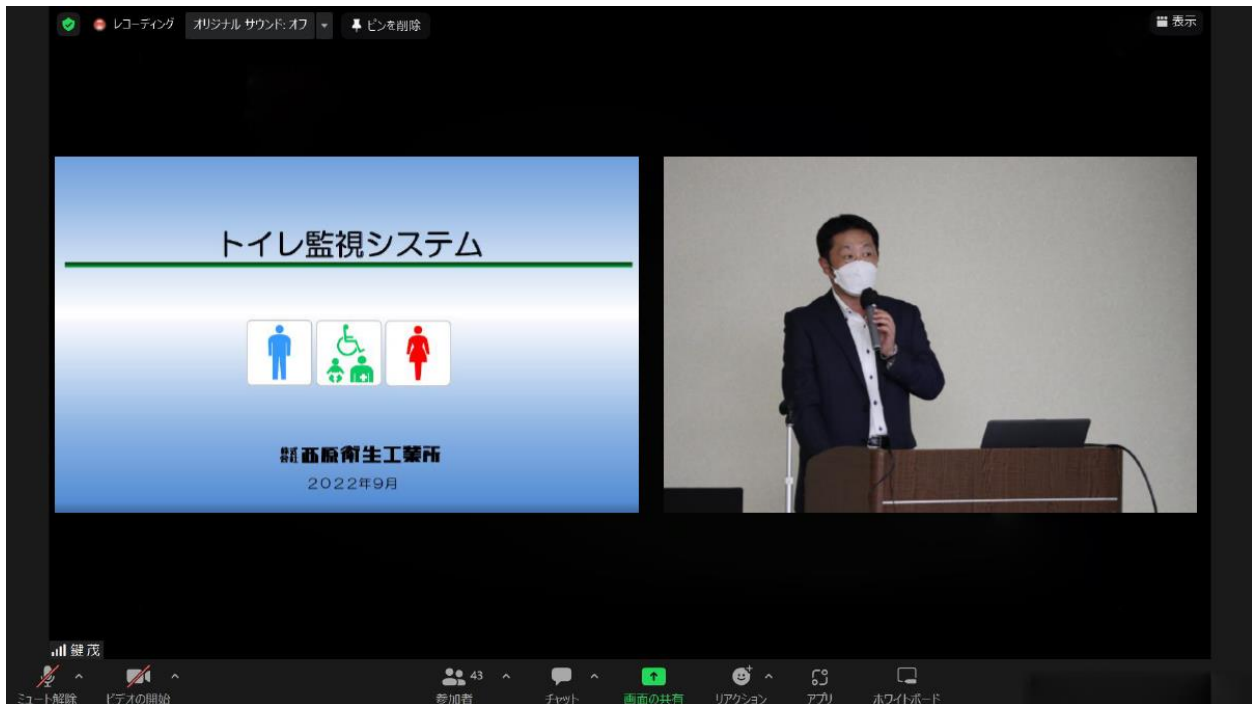 レコーディング
オリジナル サウンド: オフ
ピンを削除
表示
トイレ監視システム
株式会社 西原衛生工業所
2022年9月
鍵 茂
ミュート解除
ビデオの開始
43
参加者
チャット
画面の共有
リアクション
アプリ
ホワイトボード